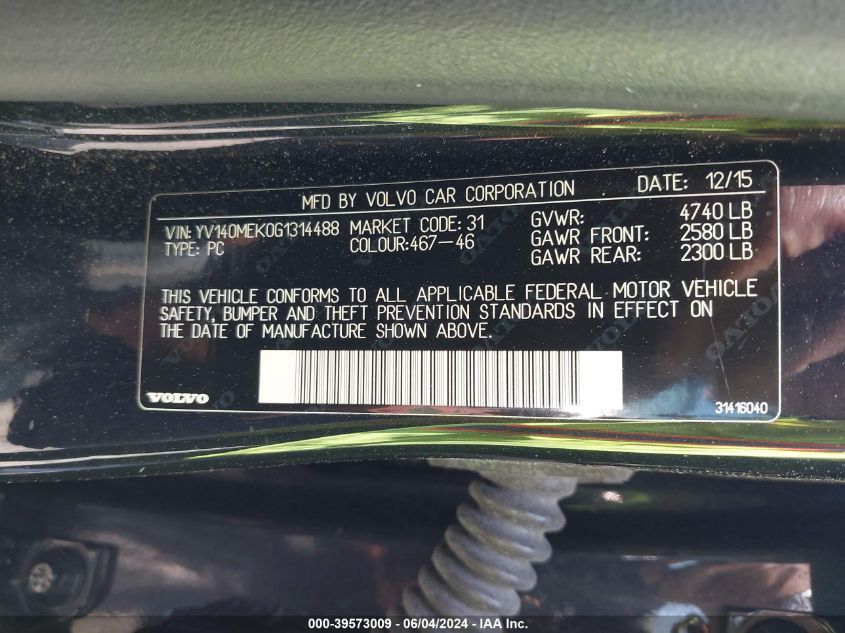 MFD BY VOLVO CAR CORPORATION DATE: 12/15
VIN: YV140MEK0G1314488 MARKET CODE: 31 GVWR: 4740 LB
TYPE: PC COLOUR:467-46 GAWR FRONT: 2580 LB
GAWR REAR: 2300 LB
THIS VEHICLE CONFORMS TO ALL APPLICABLE FEDERAL MOTOR VEHICLE
SAFETY, BUMPER AND THEFT PREVENTION STANDARDS IN EFFECT ON
THE DATE OF MANUFACTURE SHOWN ABOVE.
VOLVO 31416040
000-39573009 - 06/04/2024 - IAA Inc.